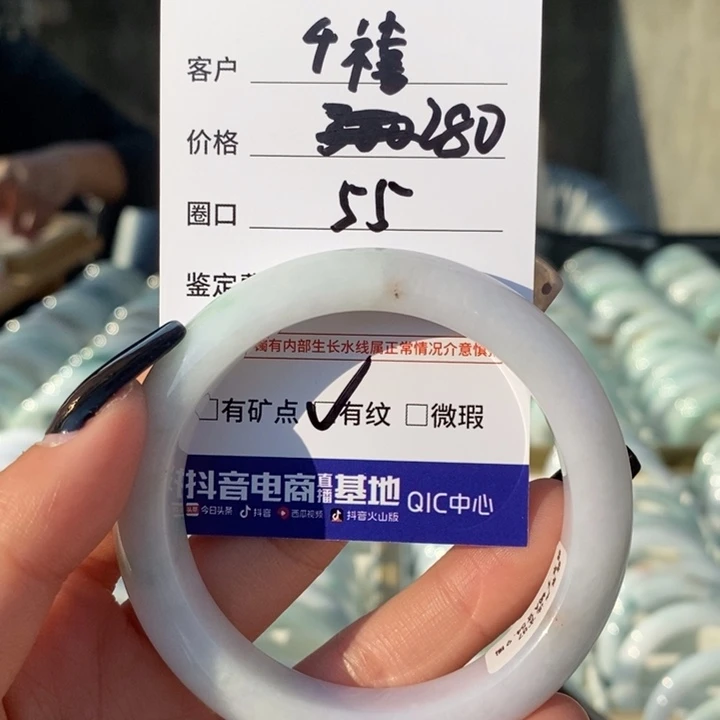 客户 千禧
价格 280
圈口 55
鉴定
镯有内部生长水线属正常情况介意慎
□有矿点 ☑有纹 □微瑕
抖音电商直播基地 QIC中心
今日头条 抖音 西瓜视频 抖音火山版